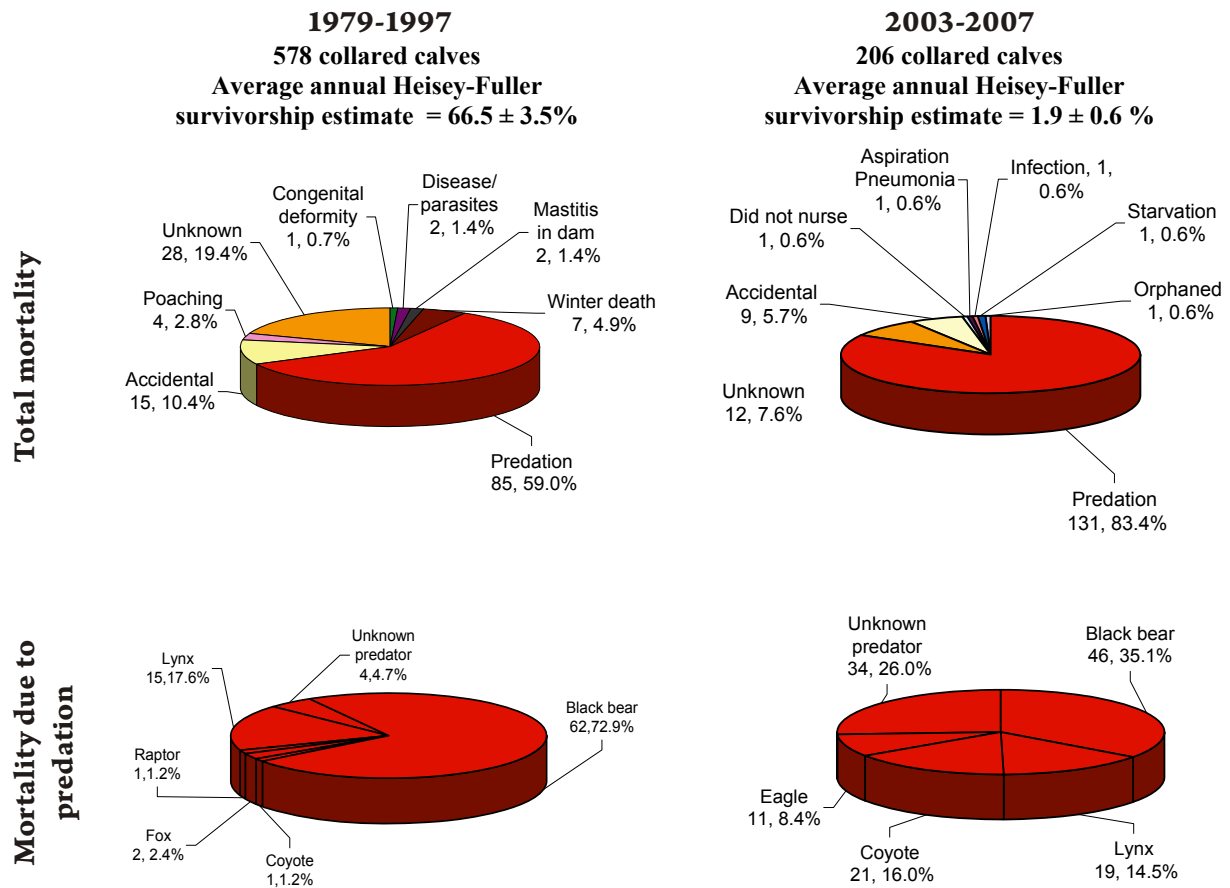 1979-1997
578 collared calves
Average annual Heisey-Fuller
survivorship estimate = 66.5 ± 3.5%
2003-2007
206 collared calves
Average annual Heisey-Fuller
survivorship estimate = 1.9 ± 0.6 %
Total mortality
Congenital
deformity
1, 0.7%
Disease/
parasites
2, 1.4%
Mastitis
in dam
2, 1.4%
Unknown
28, 19.4%
Poaching
4, 2.8%
Winter death
7, 4.9%
Accidental
15, 10.4%
Predation
85, 59.0%
Aspiration
Pneumonia
1, 0.6%
Infection, 1,
0.6%
Did not nurse
1, 0.6%
Starvation
1, 0.6%
Accidental
9, 5.7%
Orphaned
1, 0.6%
Unknown
12, 7.6%
Predation
131, 83.4%
Mortality due to
predation
Lynx
15,17.6%
Unknown
predator
4,4.7%
Black bear
62,72.9%
Raptor
1,1.2%
Fox
2, 2.4%
Coyote
1,1.2%
Unknown
predator
34, 26.0%
Black bear
46, 35.1%
Eagle
11, 8.4%
Coyote
21, 16.0%
Lynx
19, 14.5%